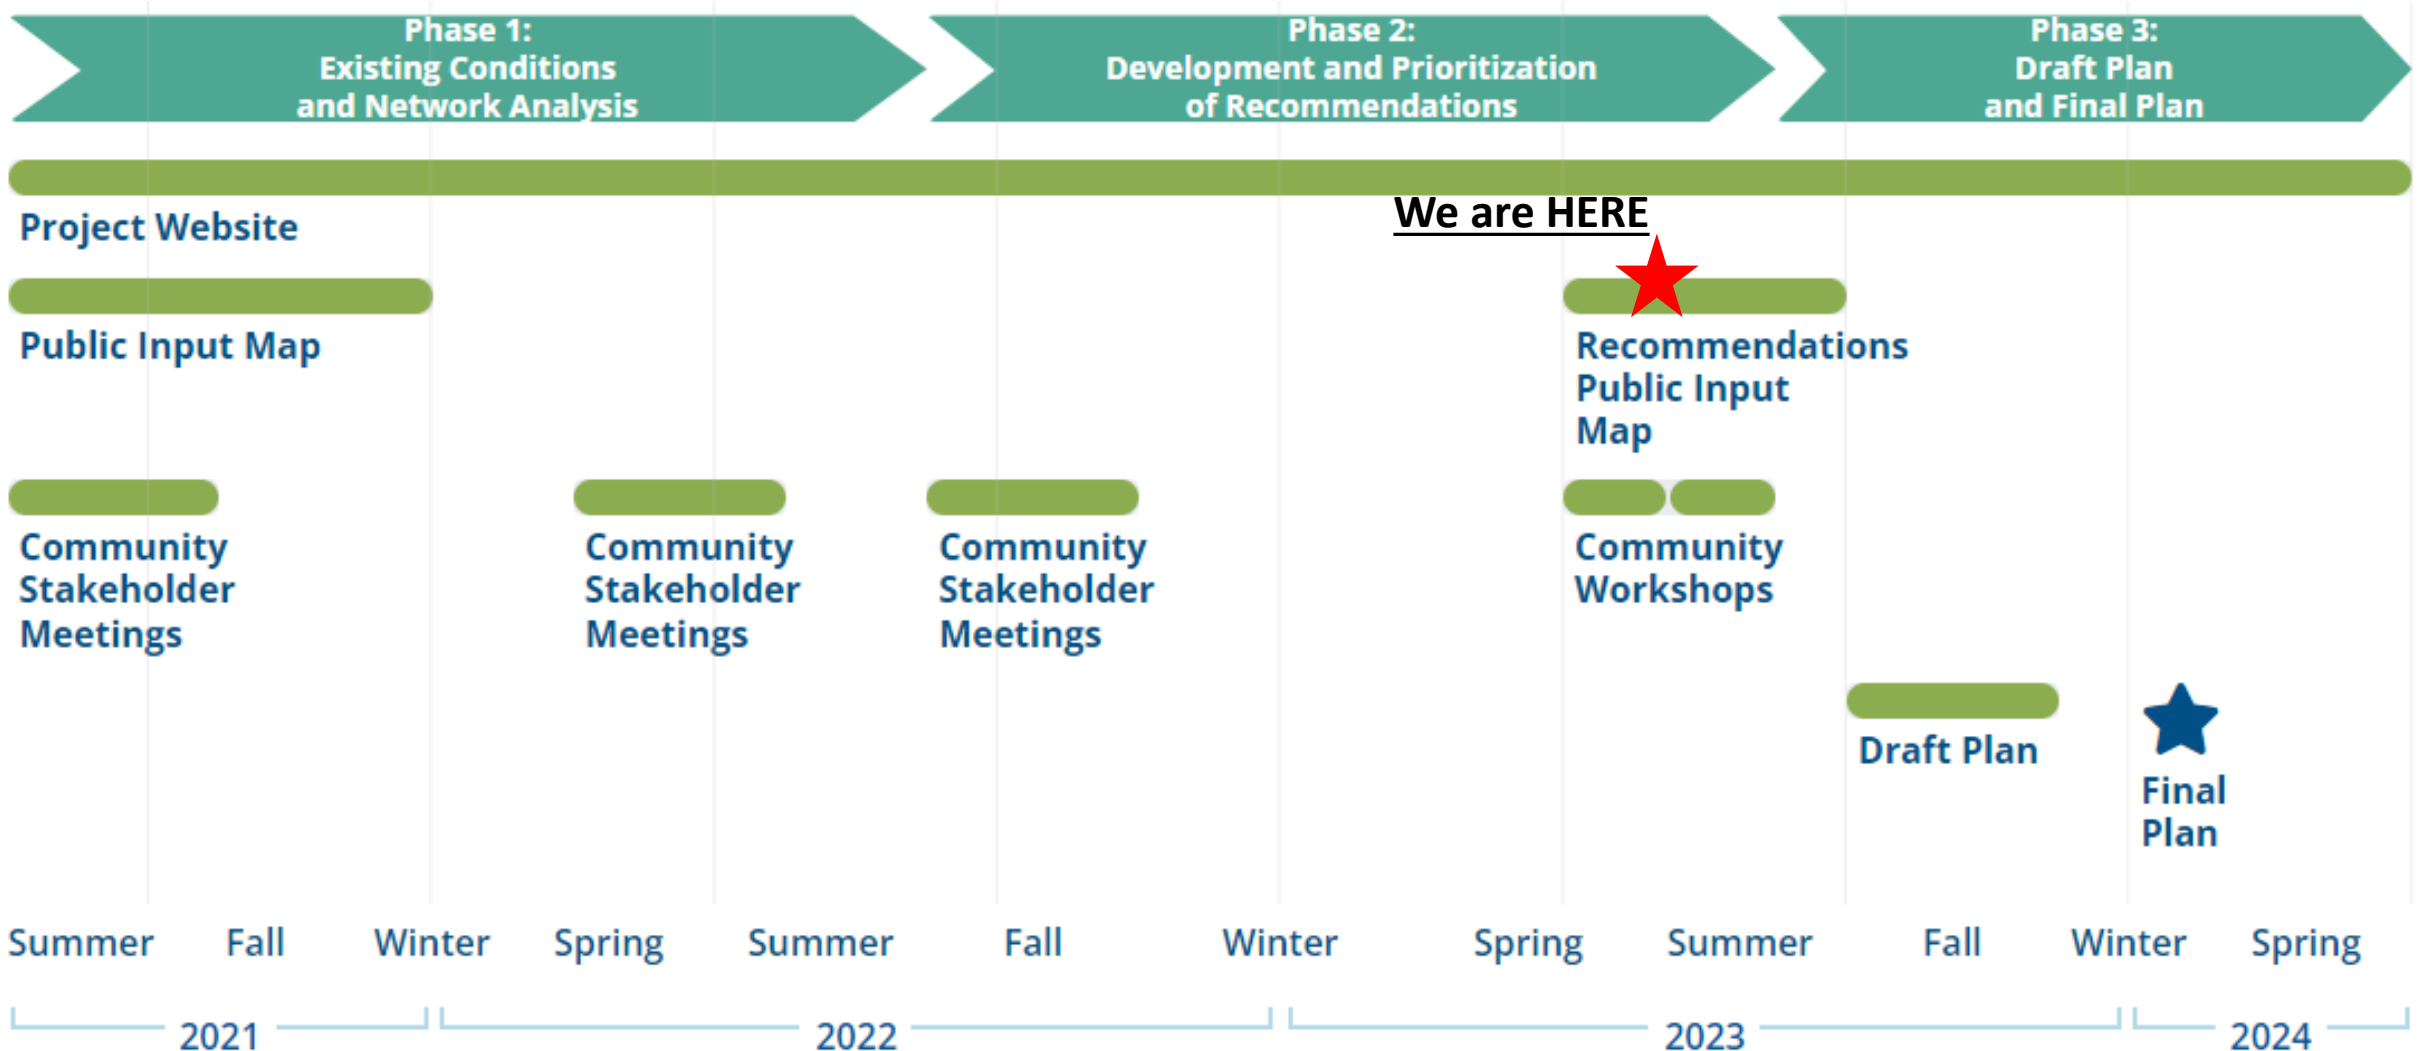 Phase 1:
Existing Conditions
and Network Analysis
Phase 2:
Development and Prioritization
of Recommendations
Phase 3:
Draft Plan
and Final Plan
Project Website
We are HERE
Public Input Map
Recommendations
Public Input
Map
Community
Stakeholder
Meetings
Community
Stakeholder
Meetings
Community
Stakeholder
Meetings
Community
Workshops
Draft Plan
Final
Plan
Summer Fall Winter Spring Summer Fall Winter Spring Summer Fall Winter Spring
2021 2022 2023 2024